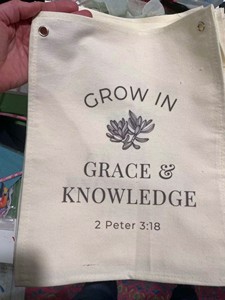 GROW IN
GRACE &
KNOWLEDGE
2 Peter 3:18